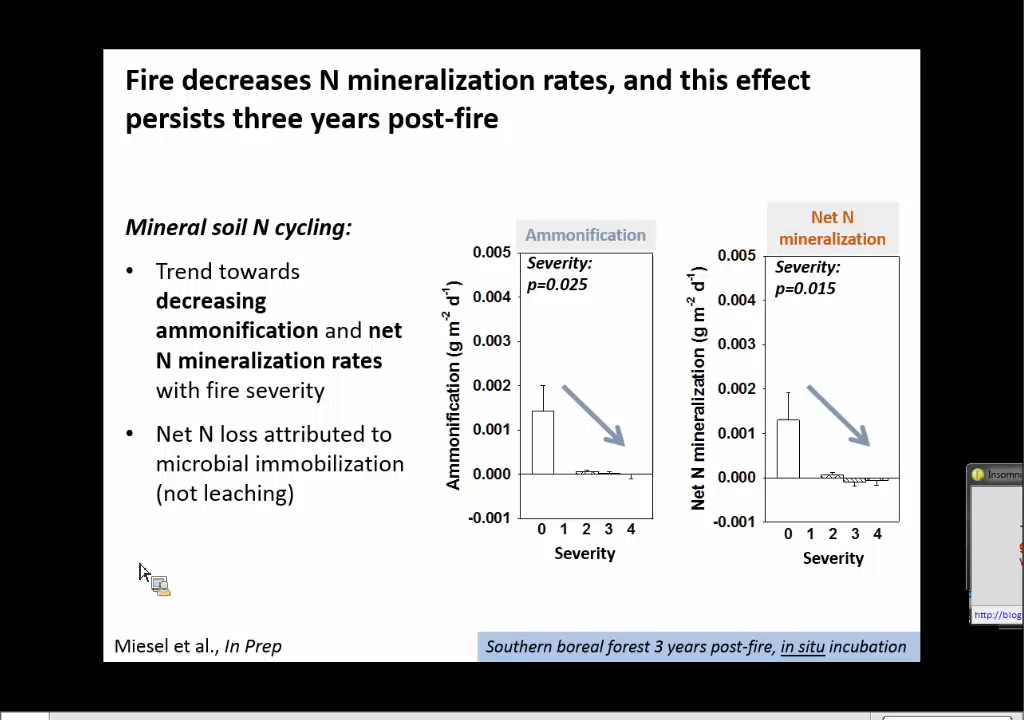 Fire decreases N mineralization rates, and this effect
persists three years post-fire
Mineral soil N cycling:
• Trend towards
decreasing
ammonification and net
N mineralization rates
with fire severity
• Net N loss attributed to
microbial immobilization
(not leaching)
Ammonification
Severity:
p=0.025
Ammonification (g m-2 d-1)
0.005
0.004
0.003
0.002
0.001
0.000
-0.001
0 1 2 3 4
Severity
Net N
mineralization
Severity:
p=0.015
Net N mineralization (g m-2 d-1)
0.005
0.004
0.003
0.002
0.001
0.000
-0.001
0 1 2 3 4
Severity
Miesel et al., In Prep
Southern boreal forest 3 years post-fire, in situ incubation
http://blog